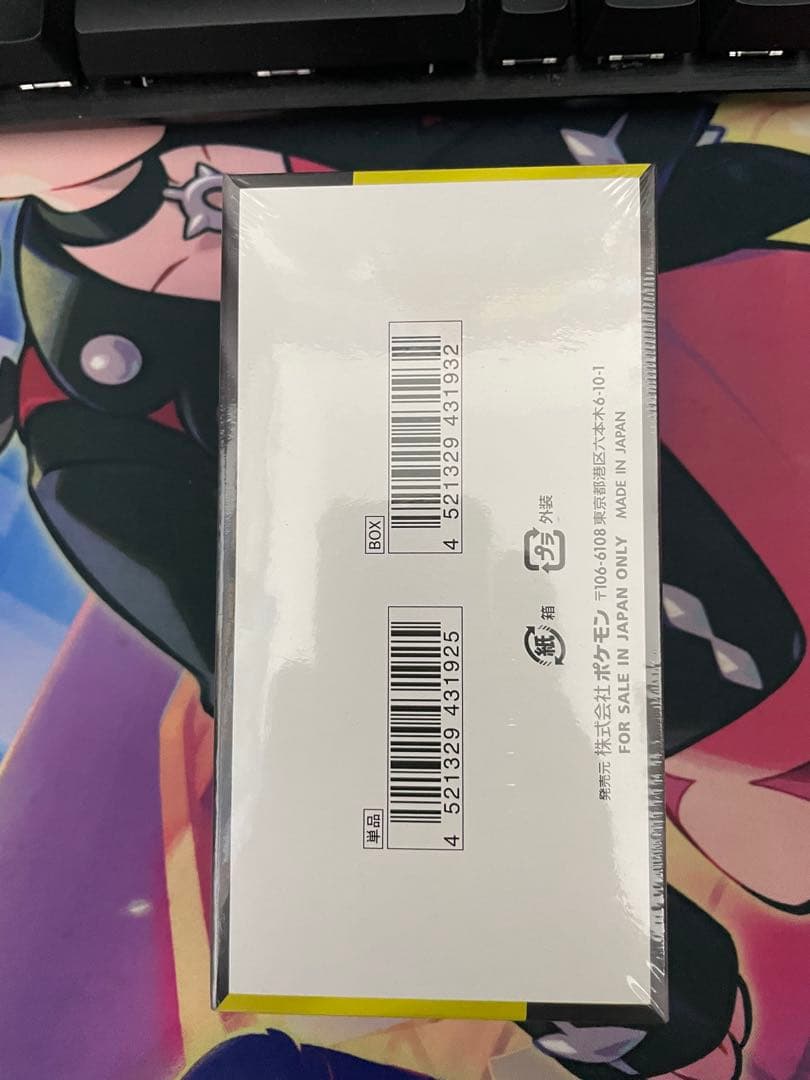 単品
4 521329 431925
BOX
4 521329 431932
紙 箱
プラ 外装
発売元 株式会社ポケモン 〒106-6108 東京都港区六本木6-10-1
FOR SALE IN JAPAN ONLY MADE IN JAPAN